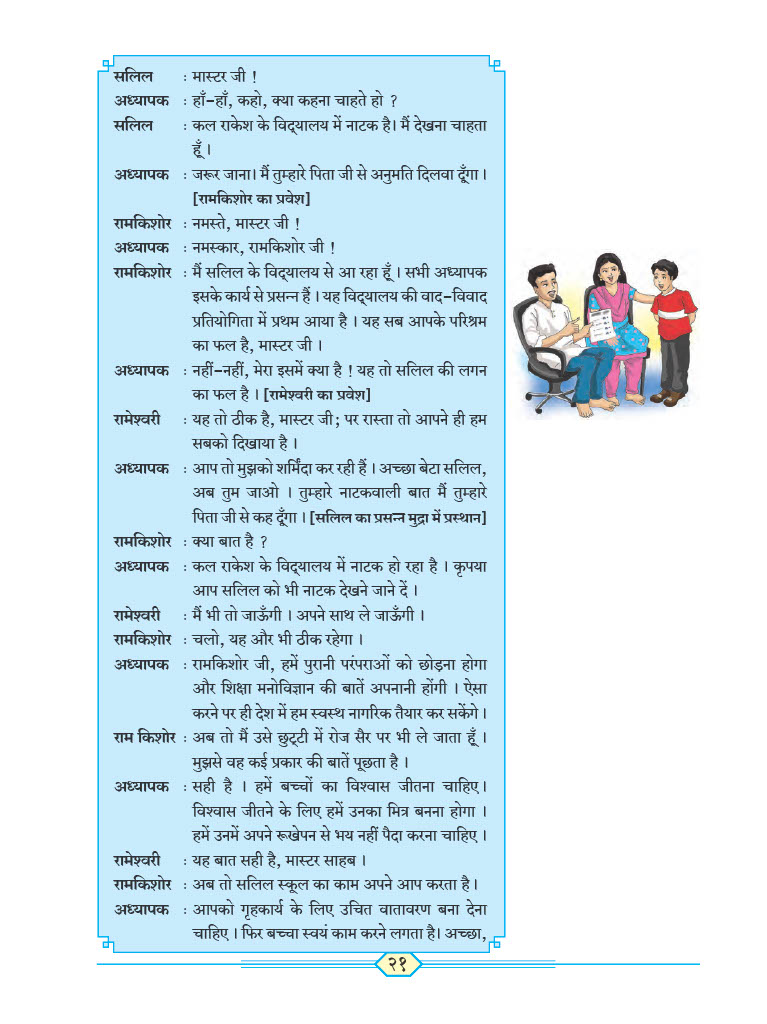 सलिल : मास्टर जी !
अध्यापक : हाँ-हाँ, कहो, क्या कहना चाहते हो ?
सलिल : कल राकेश के विद्‌यालय में नाटक है। मैं देखना चाहता
हूँ ।
अध्यापक : जरूर जाना। मैं तुम्हारे पिता जी से अनुमति दिलवा दूँगा ।
[रामकिशोर का प्रवेश]
रामकिशोर : नमस्ते, मास्टर जी !
अध्यापक : नमस्कार, रामकिशोर जी !
रामकिशोर : मैं सलिल के विद्‌यालय से आ रहा हूँ । सभी अध्यापक
इसके कार्य से प्रसन्न हैं । यह विद्‌यालय की वाद-विवाद
प्रतियोगिता में प्रथम आया है । यह सब आपके परिश्रम
का फल है, मास्टर जी ।
अध्यापक : नहीं-नहीं, मेरा इसमें क्या है ! यह तो सलिल की लगन
का फल है । [रामेश्वरी का प्रवेश]
रामेश्वरी : यह तो ठीक है, मास्टर जी; पर रास्ता तो आपने ही हम
सबको दिखाया है ।
अध्यापक : आप तो मुझको शर्मिंदा कर रही हैं । अच्छा बेटा सलिल,
अब तुम जाओ । तुम्हारे नाटकवाली बात मैं तुम्हारे
पिता जी से कह दूँगा । [सलिल का प्रसन्न मुद्रा में प्रस्थान]
रामकिशोर : क्या बात है ?
अध्यापक : कल राकेश के विद्‌यालय में नाटक हो रहा है । कृपया
आप सलिल को भी नाटक देखने जाने दें ।
रामेश्वरी : मैं भी तो जाऊँगी । अपने साथ ले जाऊँगी ।
रामकिशोर : चलो, यह और भी ठीक रहेगा ।
अध्यापक : रामकिशोर जी, हमें पुरानी परंपराओं को छोड़ना होगा
और शिक्षा मनोविज्ञान की बातें अपनानी होंगी । ऐसा
करने पर ही देश में हम स्वस्थ नागरिक तैयार कर सकेंगे ।
राम किशोर : अब तो मैं उसे छुट्‌टी में रोज सैर पर भी ले जाता हूँ ।
मुझसे वह कई प्रकार की बातें पूछता है ।
अध्यापक : सही है । हमें बच्चों का विश्वास जीतना चाहिए।
विश्वास जीतने के लिए हमें उनका मित्र बनना होगा ।
हमें उनमें अपने रूखेपन से भय नहीं पैदा करना चाहिए ।
रामेश्वरी : यह बात सही है, मास्टर साहब ।
रामकिशोर : अब तो सलिल स्कूल का काम अपने आप करता है।
अध्यापक : आपको गृहकार्य के लिए उचित वातावरण बना देना
चाहिए । फिर बच्चा स्वयं काम करने लगता है। अच्छा,
२१